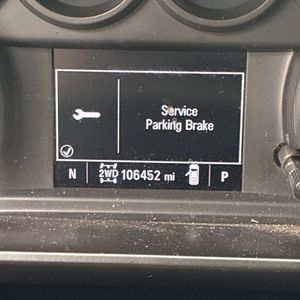 Service
Parking Brake
N 2WD 106452 mi P